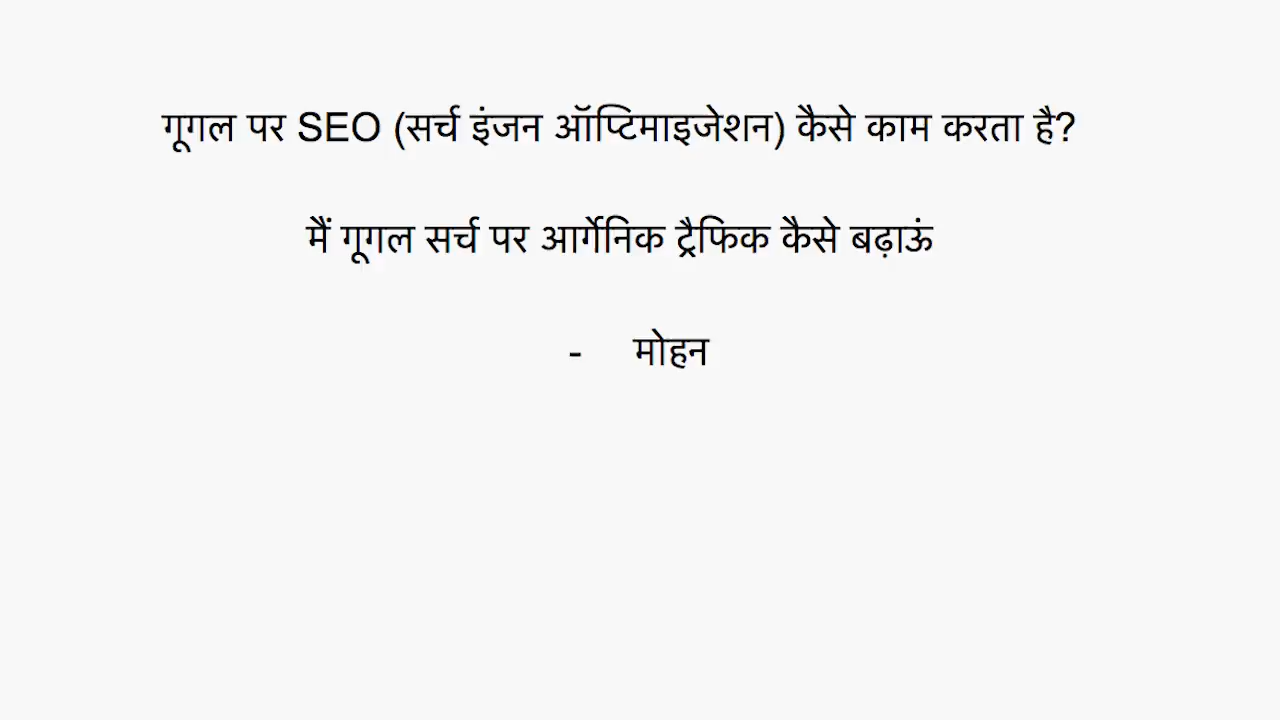 गूगल पर SEO (सर्च इंजन ऑप्टिमाइजेशन) कैसे काम करता है?
मैं गूगल सर्च पर आर्गेनिक ट्रैफिक कैसे बढ़ाऊं
- मोहन